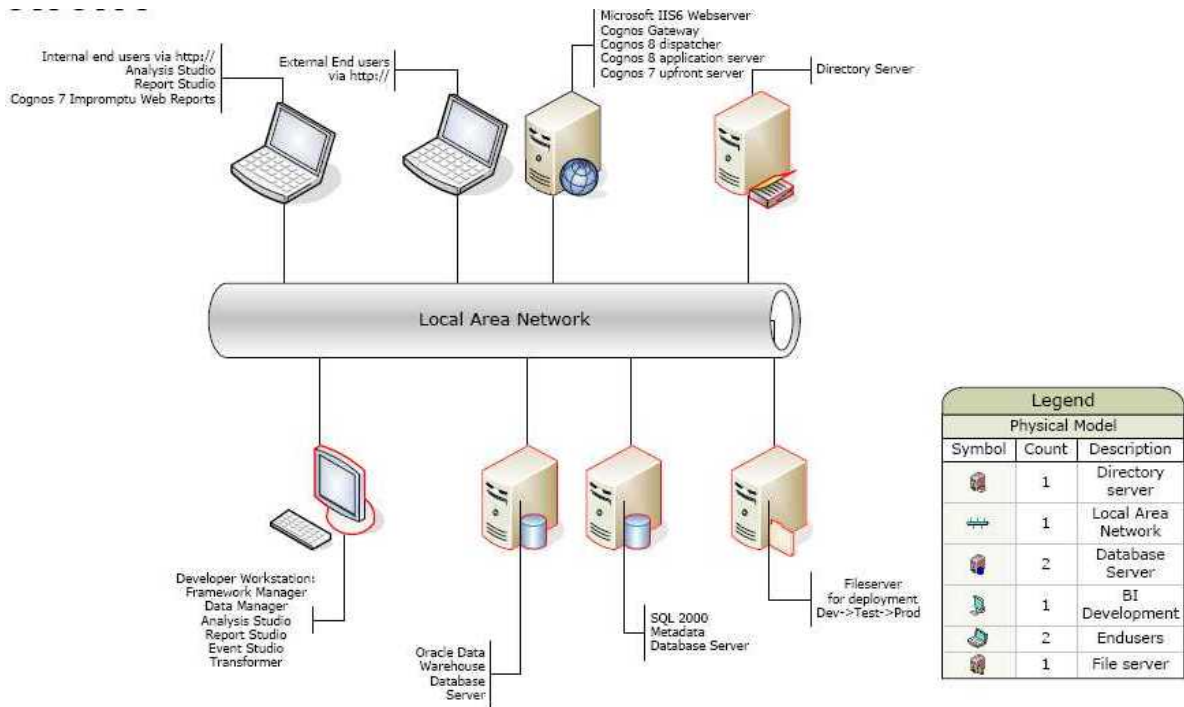 Internal end users via http://
Analysis Studio
Report Studio
Cognos 7 Impromptu Web Reports
External End users
via http://
Microsoft IIS6 Webserver
Cognos Gateway
Cognos 8 dispatcher
Cognos 8 application server
Cognos 7 upfront server
Directory Server
Local Area Network
Developer Workstation:
Framework Manager
Data Manager
Analysis Studio
Report Studio
Event Studio
Transformer
Oracle Data
Warehouse
Database
Server
SQL 2000
Metadata
Database Server
Fileserver
for deployment
Dev->Test->Prod
Legend
Physical Model
Symbol Count Description
1 Directory
server
1 Local Area
Network
2 Database
Server
1 BI
Development
2 Endusers
1 File server